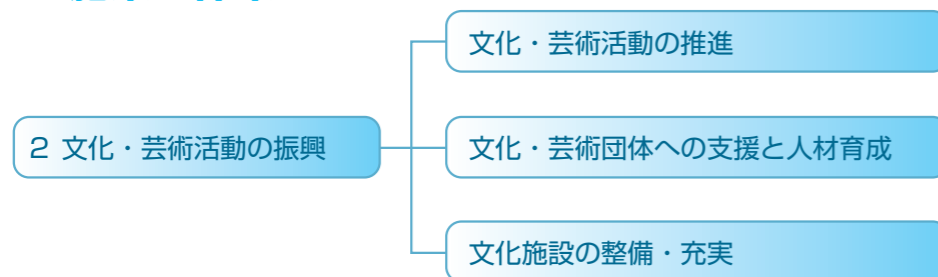 2 文化・芸術活動の振興
文化・芸術活動の推進
文化・芸術団体への支援と人材育成
文化施設の整備・充実